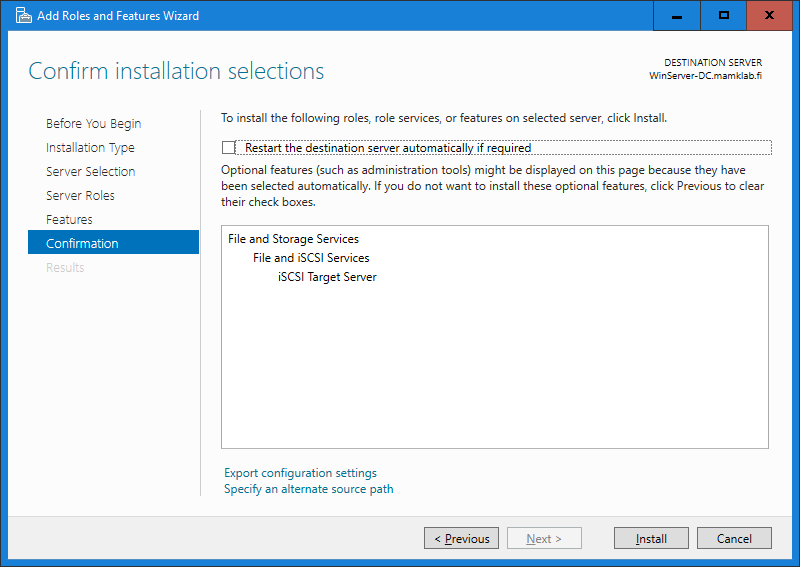 Add Roles and Features Wizard
Confirm installation selections
DESTINATION SERVER
WinServer-DC.mamklab.fi
Before You Begin
Installation Type
Server Selection
Server Roles
Features
Confirmation
Results
To install the following roles, role services, or features on selected server, click Install.
Restart the destination server automatically if required
Optional features (such as administration tools) might be displayed on this page because they have
been selected automatically. If you do not want to install these optional features, click Previous to clear
their check boxes.
File and Storage Services
File and iSCSI Services
iSCSI Target Server
Export configuration settings
Specify an alternate source path
< Previous
Next >
Install
Cancel